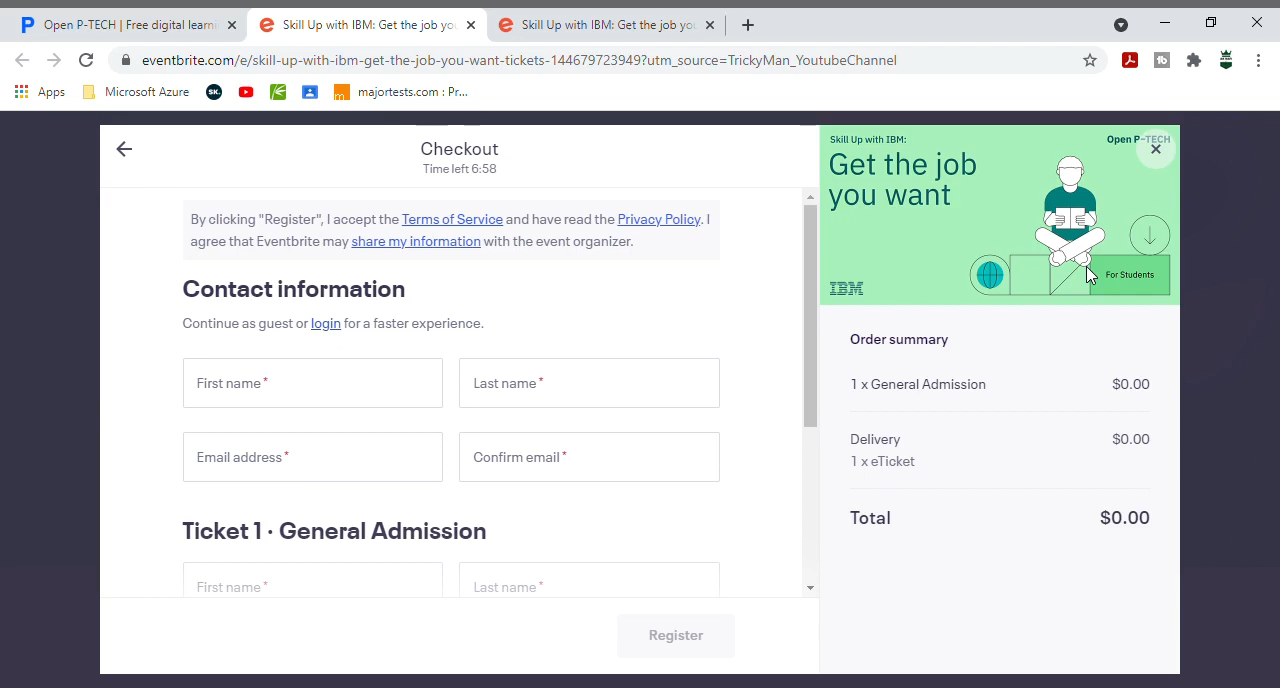 Open P-TECH | Free digital learni
Skill Up with IBM: Get the job you
Skill Up with IBM: Get the job you
eventbrite.com/e/skill-up-with-ibm-get-the-job-you-want-tickets-144679723949?utm_source=TrickyMan_YoutubeChannel
Apps
Microsoft Azure
SK.
majortests.com : Pr...
Checkout
Time left 6:58
By clicking "Register", I accept the Terms of Service and have read the Privacy Policy. I
agree that Eventbrite may share my information with the event organizer.
Contact information
Continue as guest or login for a faster experience.
First name*
Last name*
Email address*
Confirm email*
Ticket 1 · General Admission
First name*
Last name*
Register
Skill Up with IBM:
Open P-TECH
Get the job
you want
For Students
IBM
Order summary
1 x General Admission
$0.00
Delivery
$0.00
1 x eTicket
Total
$0.00